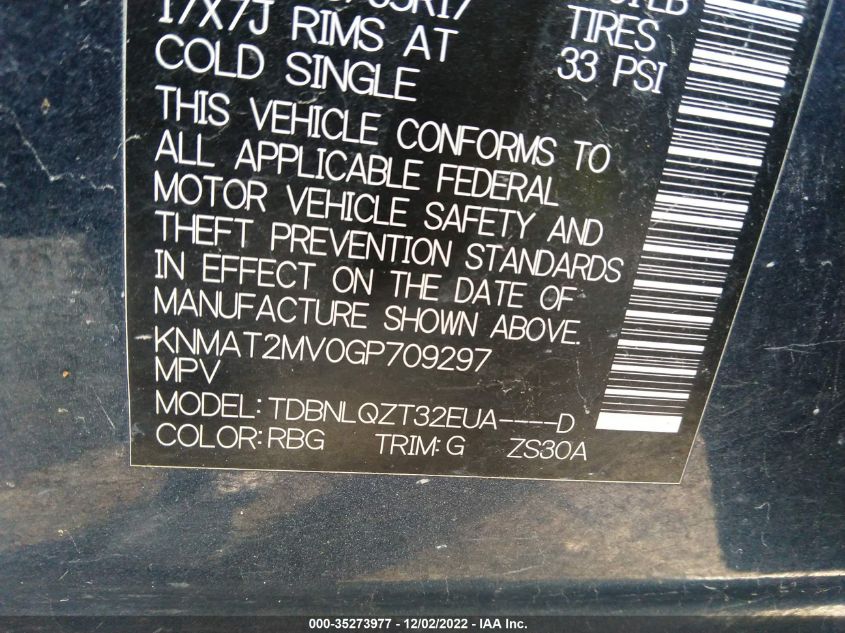 17X7J RIMS AT TIRES
COLD SINGLE 33 PSI
THIS VEHICLE CONFORMS TO
ALL APPLICABLE FEDERAL
MOTOR VEHICLE SAFETY AND
THEFT PREVENTION STANDARDS
IN EFFECT ON THE DATE OF
MANUFACTURE SHOWN ABOVE.
KNMAT2MV0GP709297
MPV
MODEL:TDBNLQZT32EUA----D
COLOR:RBG TRIM:G ZS30A
000-35273977 - 12/02/2022 - IAA Inc.